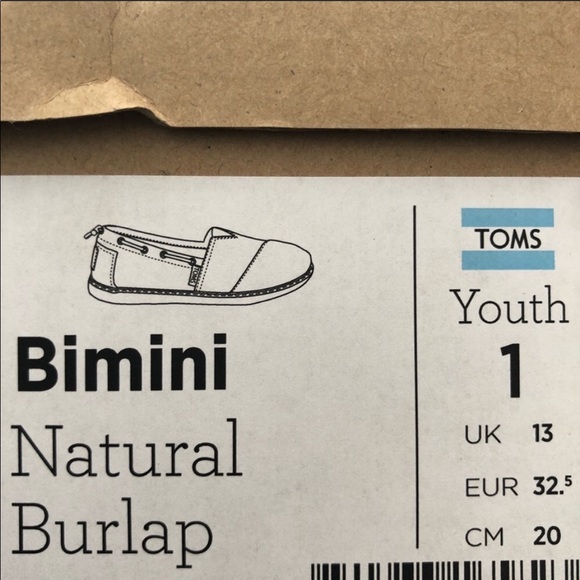 Bimini
Natural
Burlap
TOMS
Youth
1
UK 13
EUR 32.5
CM 20